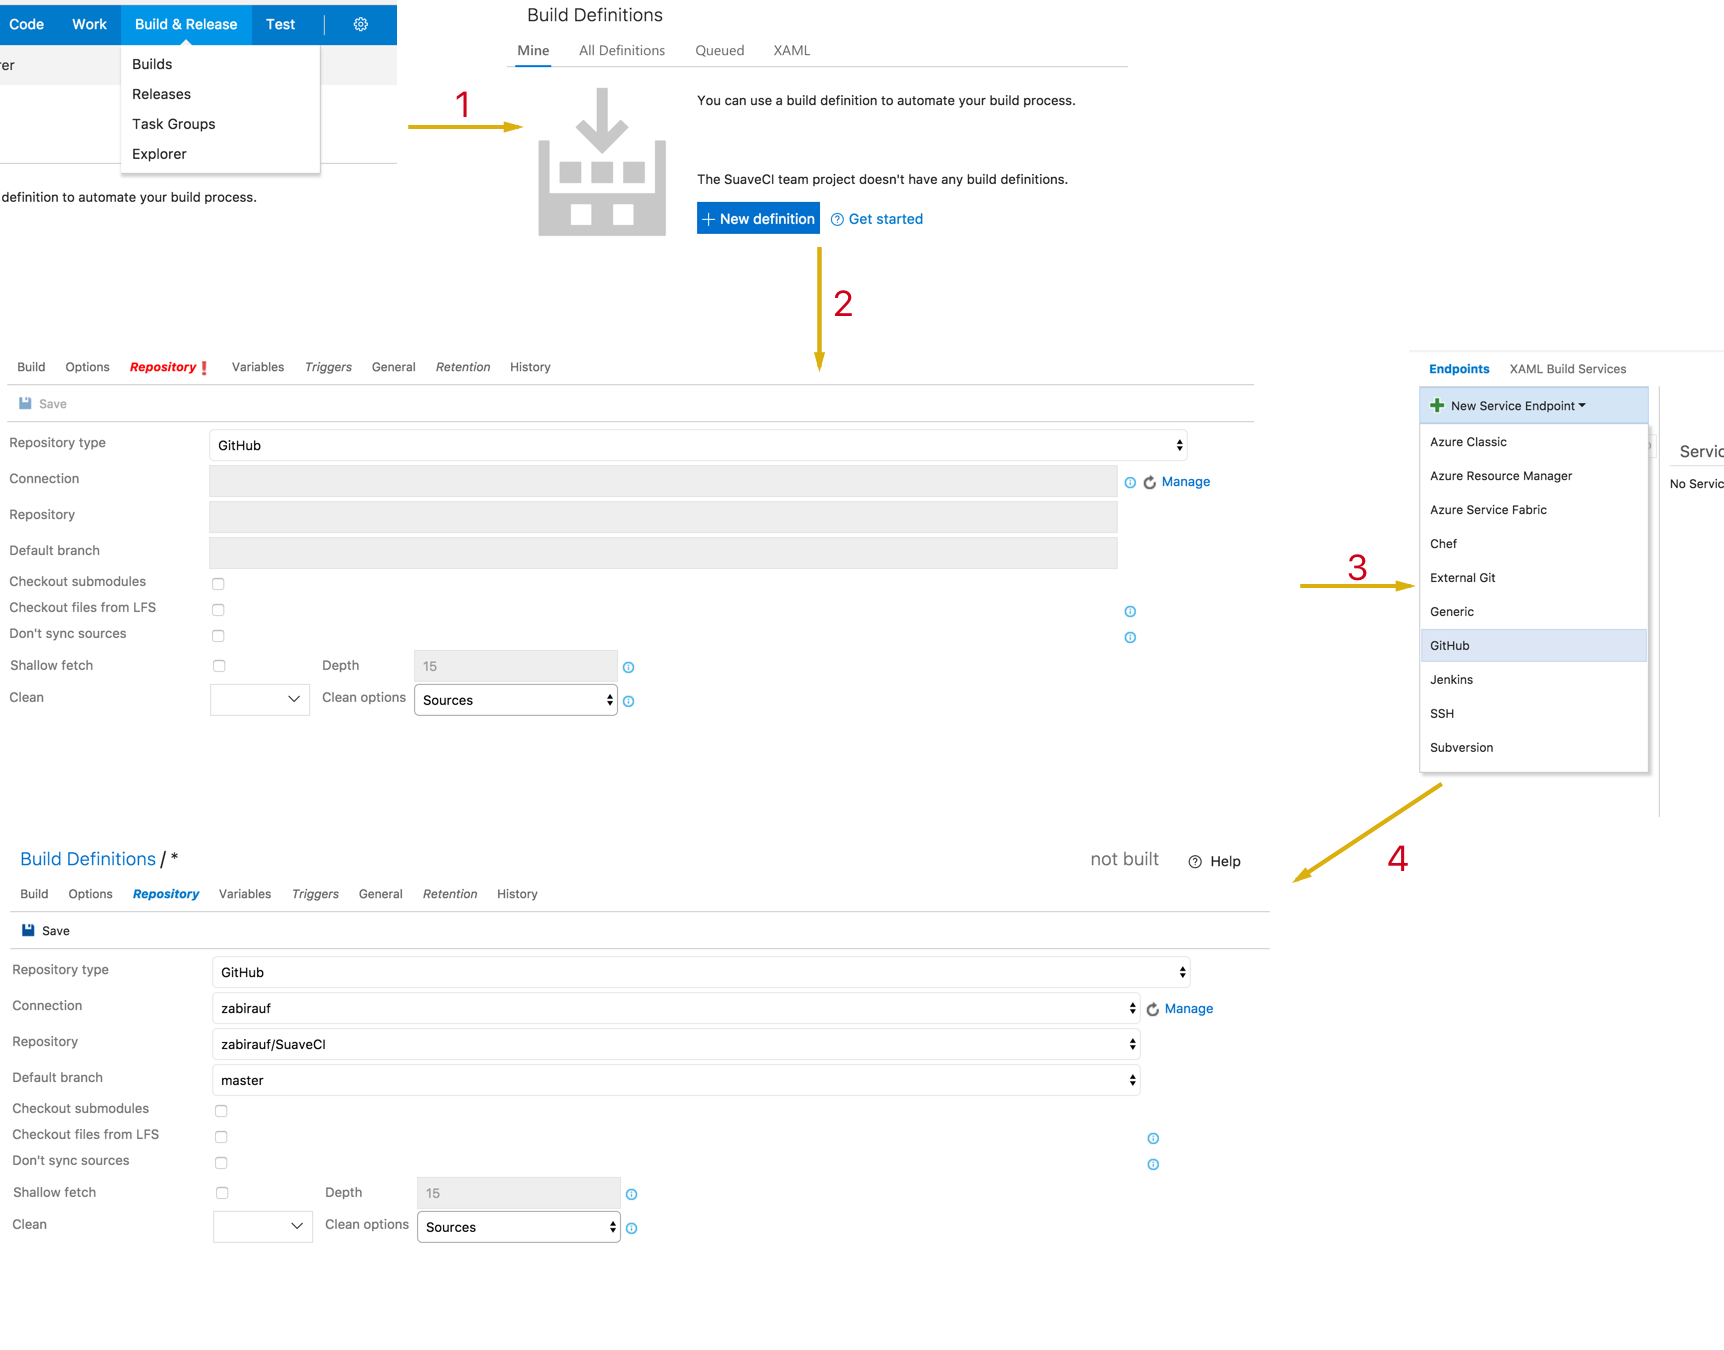 Code Work Build & Release Test
rer
Builds
Releases
Task Groups
Explorer
definition to automate your build process.
1
Build Definitions
Mine All Definitions Queued XAML
You can use a build definition to automate your build process.
The SuaveCI team project doesn't have any build definitions.
+ New definition ? Get started
2
Build Options Repository ! Variables Triggers General Retention History
Save
Repository type GitHub
Connection Manage
Repository
Default branch
Checkout submodules
Checkout files from LFS
Don't sync sources
Shallow fetch Depth 15
Clean Clean options Sources
3
Endpoints XAML Build Services
New Service Endpoint
Azure Classic
Azure Resource Manager
Azure Service Fabric
Chef
External Git
Generic
GitHub
Jenkins
SSH
Subversion
Servic
No Servic
4
Build Definitions / * not built ? Help
Build Options Repository Variables Triggers General Retention History
Save
Repository type GitHub
Connection zabirauf Manage
Repository zabirauf/SuaveCI
Default branch master
Checkout submodules
Checkout files from LFS
Don't sync sources
Shallow fetch Depth 15
Clean Clean options Sources